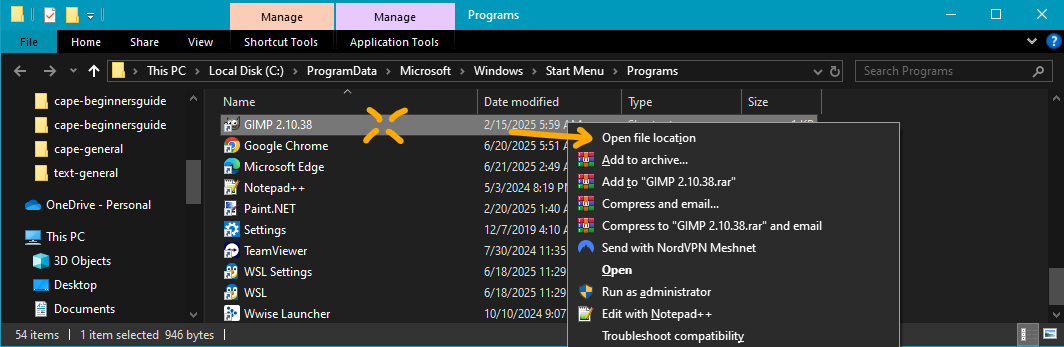 Manage
Manage
Programs
File
Home
Share
View
Shortcut Tools
Application Tools
This PC
Local Disk (C:)
ProgramData
Microsoft
Windows
Start Menu
Programs
Search Programs
Name
Date modified
Type
Size
cape-beginnersguide
cape-beginnersguide
cape-general
text-general
OneDrive - Personal
This PC
3D Objects
Desktop
Documents
GIMP 2.10.38 2/15/2025 5:59 AM
Google Chrome 6/20/2025 5:51
Microsoft Edge 6/21/2025 2:49
Notepad++ 5/3/2024 8:19 PM
Paint.NET 2/20/2025 1:40
Settings 12/7/2019 4:10
TeamViewer 7/30/2024 11:35
WSL Settings 6/18/2025 11:29
WSL 6/18/2025 11:29
Wwise Launcher 10/10/2024 9:07
Open file location
Add to archive...
Add to "GIMP 2.10.38.rar"
Compress and email...
Compress to "GIMP 2.10.38.rar" and email
Send with NordVPN Meshnet
Open
Run as administrator
Edit with Notepad++
Troubleshoot compatibility
54 items
1 item selected 946 bytes